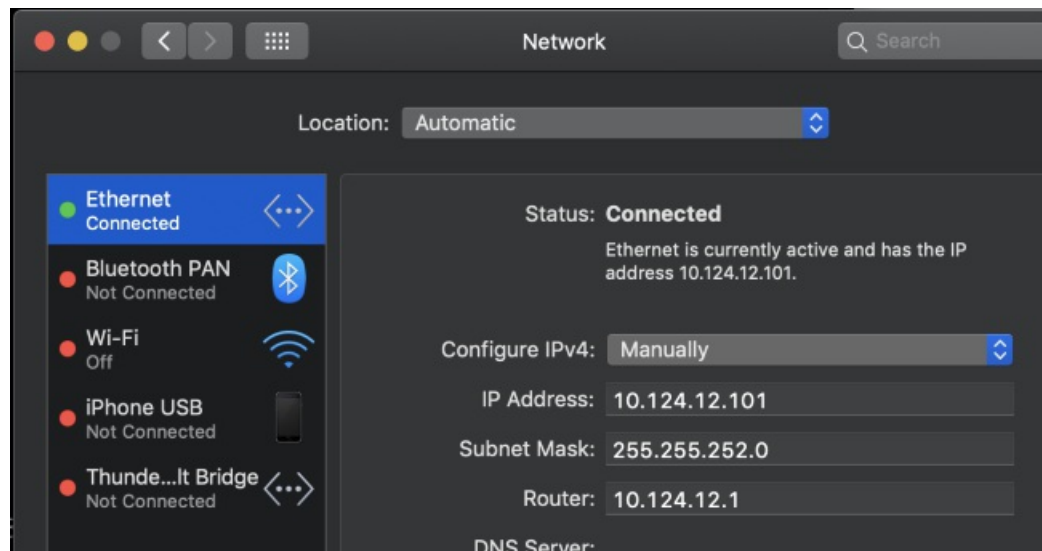 Network
Search
Location: Automatic
Ethernet
Connected
Bluetooth PAN
Not Connected
Wi-Fi
Off
iPhone USB
Not Connected
Thunde...lt Bridge
Not Connected
Status: Connected
Ethernet is currently active and has the IP
address 10.124.12.101.
Configure IPv4: Manually
IP Address: 10.124.12.101
Subnet Mask: 255.255.252.0
Router: 10.124.12.1
DNS Server: